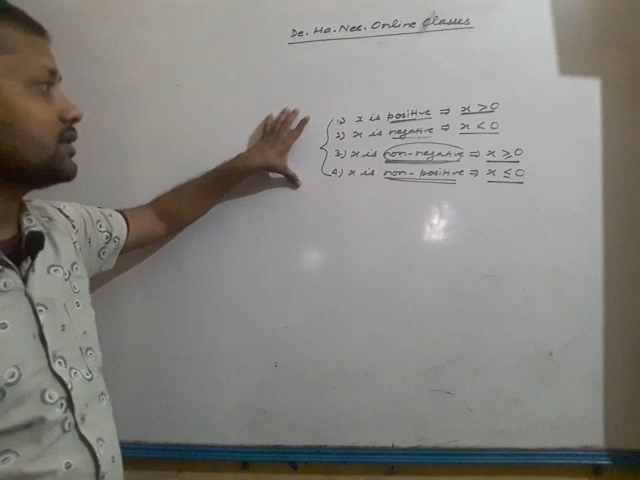 De. Ha. Nee. Online Classes
1) x is positive ⇒ x > 0
2) x is negative ⇒ x < 0
3) x is non-negative ⇒ x ≥ 0
4) x is non-positive ⇒ x ≤ 0